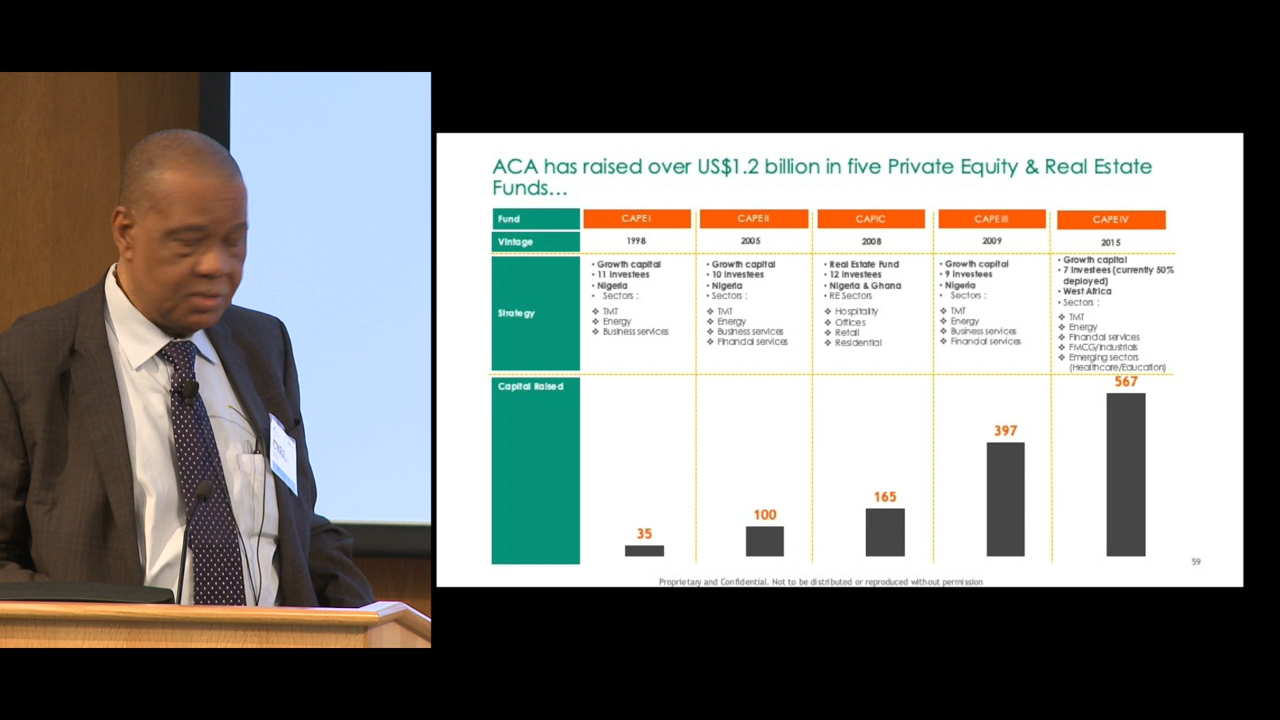 ACA has raised over US$1.2 billion in five Private Equity & Real Estate
Funds...
Fund
CAPE I
CAPE II
CAPIC
CAPE III
CAPE IV
Vintage
1998
2005
2008
2009
2015
Strategy
• Growth capital
• 11 Investees
• Nigeria
• Sectors :
❖ TMT
❖ Energy
❖ Business services
• Growth capital
• 10 Investees
• Nigeria
• Sectors :
❖ TMT
❖ Energy
❖ Business services
❖ Financial services
• Real Estate Fund
• 12 Investees
• Nigeria & Ghana
• RE Sectors
❖ Hospitality
❖ Offices
❖ Retail
❖ Residential
• Growth capital
• 9 Investees
• Nigeria
• Sectors :
❖ TMT
❖ Energy
❖ Business services
❖ Financial services
• Growth capital
• 7 Investees (currently 50%
deployed)
• West Africa
• Sectors :
❖ TMT
❖ Energy
❖ Financial services
❖ FMCG/Industrials
❖ Emerging sectors
(Healthcare/Education)
Capital Raised
35
100
165
397
567
59
Proprietary and Confidential. Not to be distributed or reproduced without permission